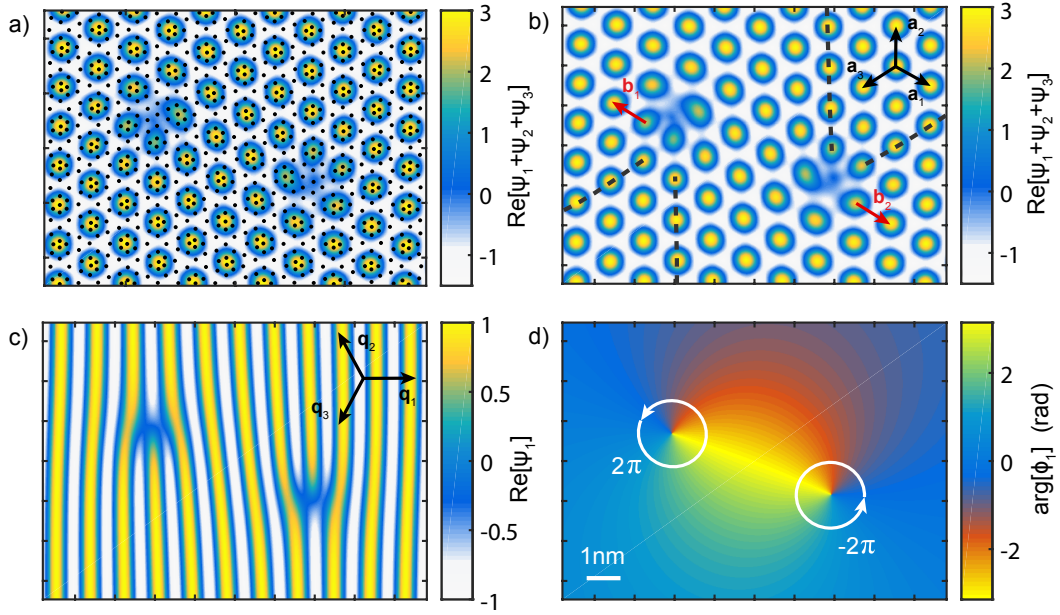 a)
3
2
1
0
-1
Re[ψ₁+ψ₂+ψ₃]
b)
b₁
b₂
a₂
a₃
a₁
3
2
1
0
-1
Re[ψ₁+ψ₂+ψ₃]
c)
q₂
q₃
q₁
1
0.5
0
-0.5
-1
Re[ψ₁]
d)
2π
-2π
1nm
2
0
-2
arg[ϕ₁] (rad)